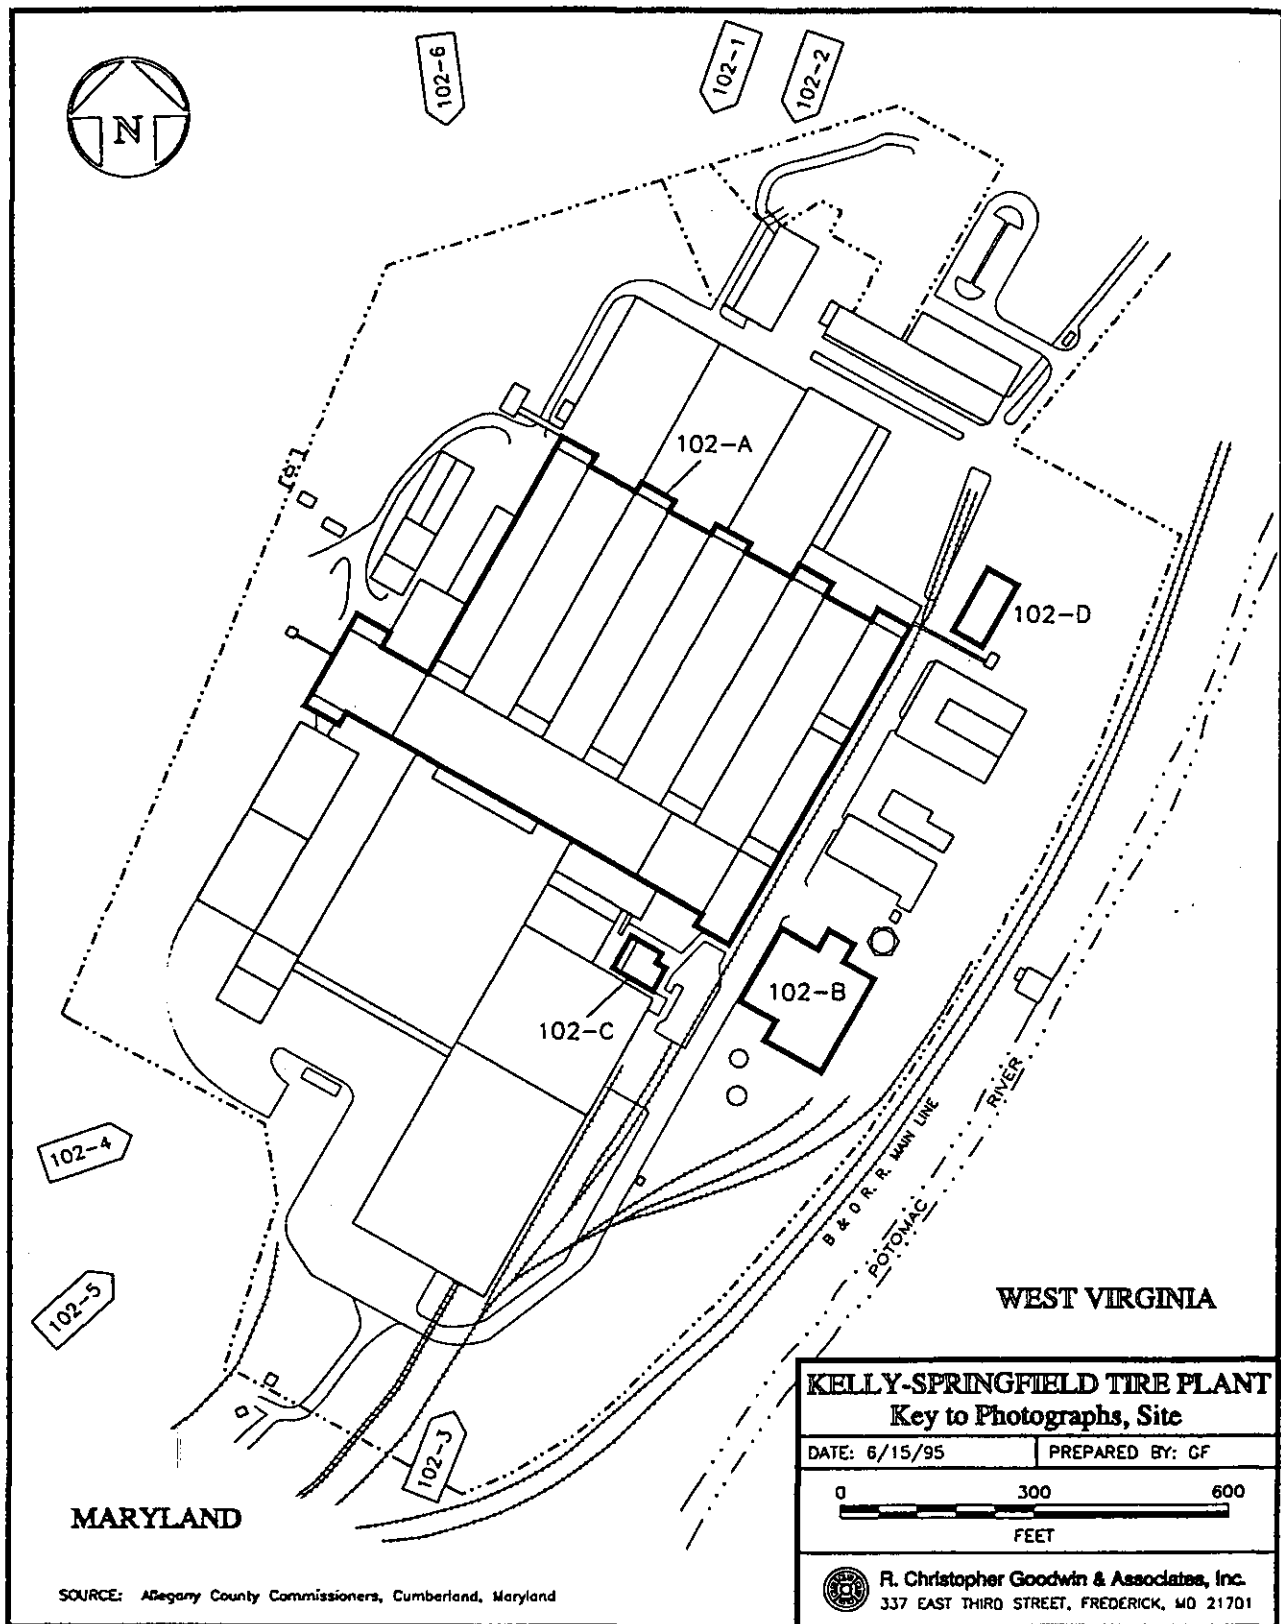 102-6
102-1
102-2
N
102-A
102-D
102-B
102-C
102-4
102-5
102-3
B & O R. R. MAIN LINE
POTOMAC RIVER
WEST VIRGINIA
MARYLAND
KELLY-SPRINGFIELD TIRE PLANT
Key to Photographs, Site
DATE: 6/15/95
PREPARED BY: GF
0 300 600
FEET
R. Christopher Goodwin & Associates, Inc.
337 EAST THIRD STREET, FREDERICK, MD 21701
SOURCE: Allegany County Commissioners, Cumberland, Maryland